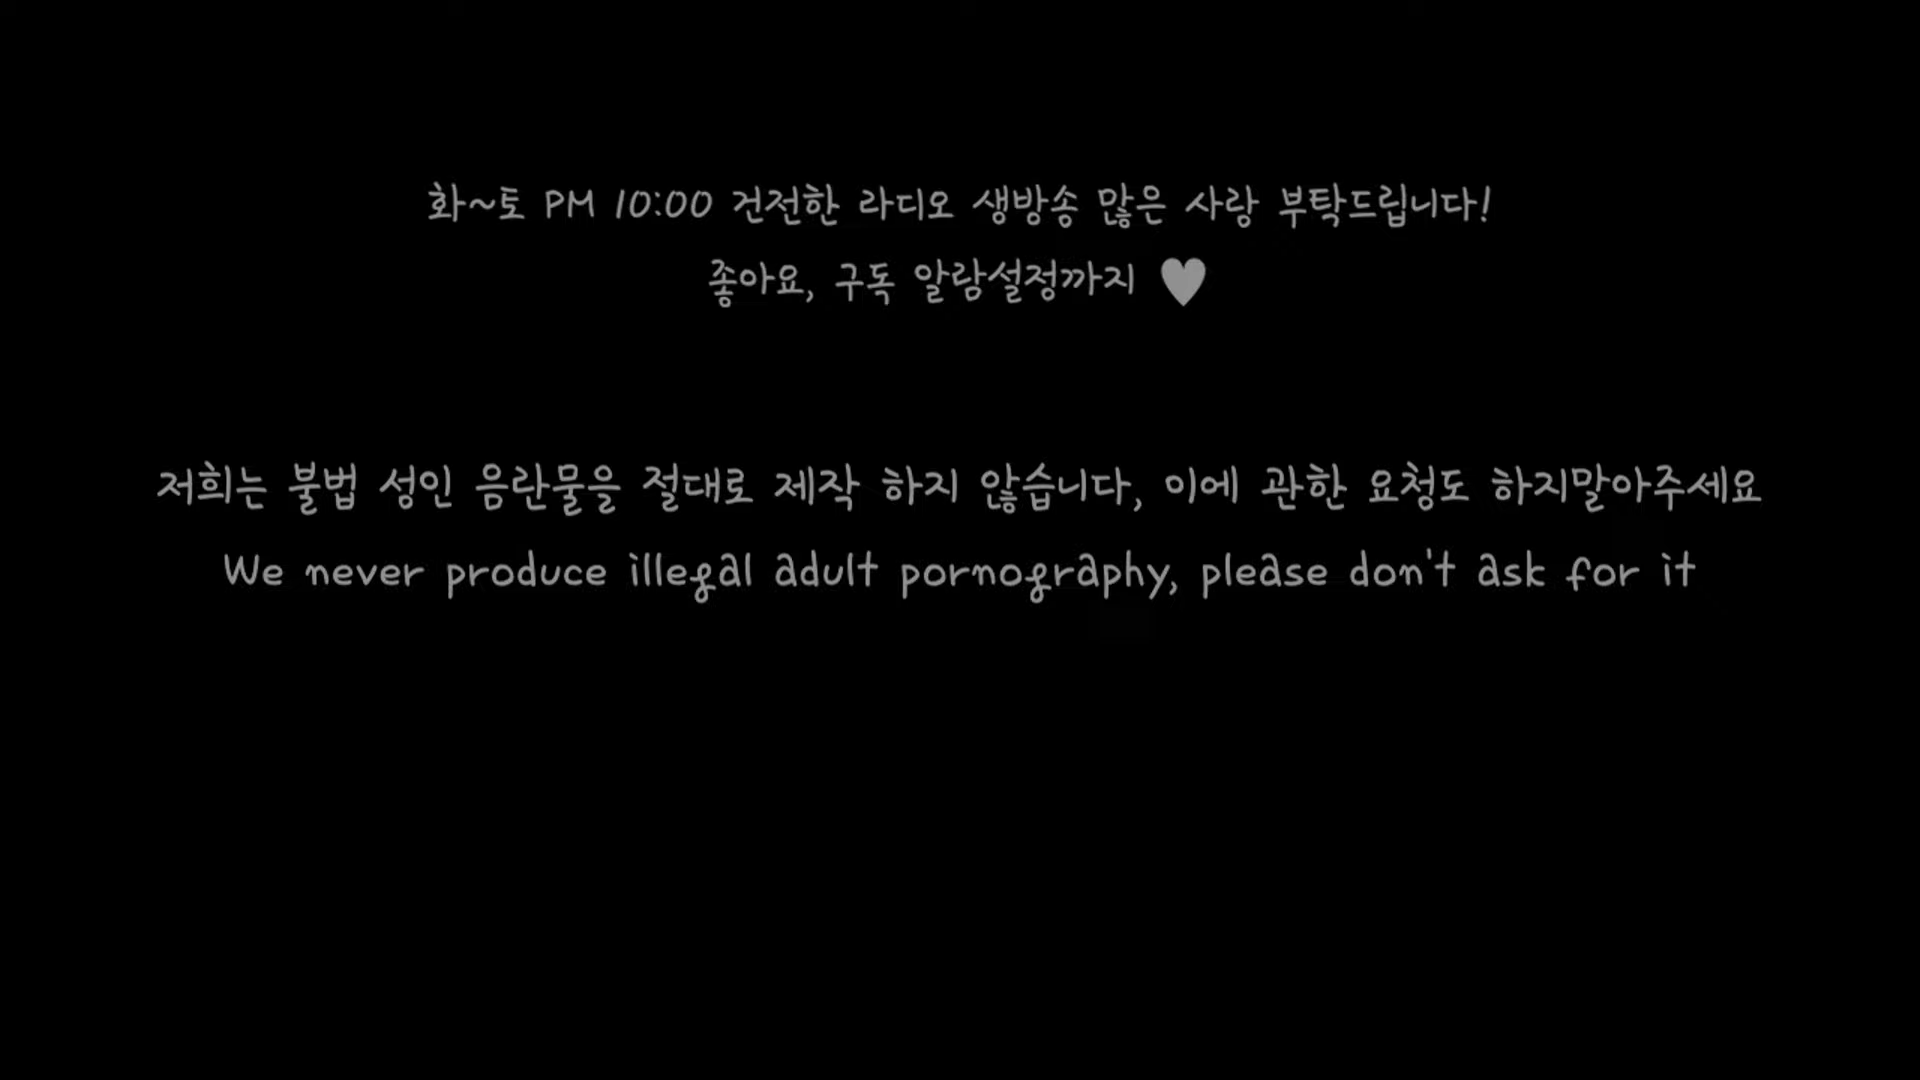 화~토 PM 10:00 건전한 라디오 생방송 많은 사랑 부탁드립니다!
좋아요, 구독 알람설정까지 ♥
저희는 불법 성인 음란물을 절대로 제작 하지 않습니다, 이에 관한 요청도 하지말아주세요
We never produce illegal adult pornography, please don't ask for it